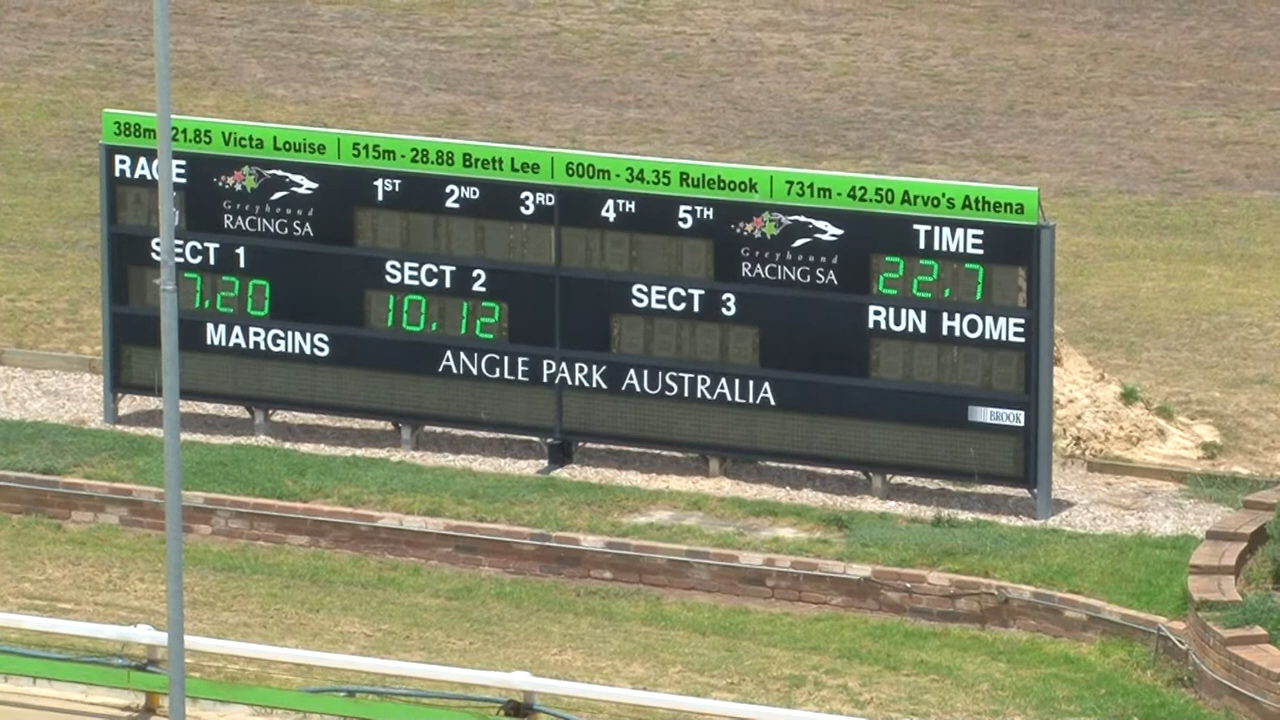 388m 21.85 Victa Louise | 515m - 28.88 Brett Lee | 600m - 34.35 Rulebook | 731m - 42.50 Arvo's Athena
RACE
Greyhound
RACING SA
1ST 2ND 3RD 4TH 5TH
Greyhound
RACING SA
TIME
22.7
SECT 1
7.20
SECT 2
10.12
SECT 3
RUN HOME
MARGINS
ANGLE PARK AUSTRALIA
BROOK